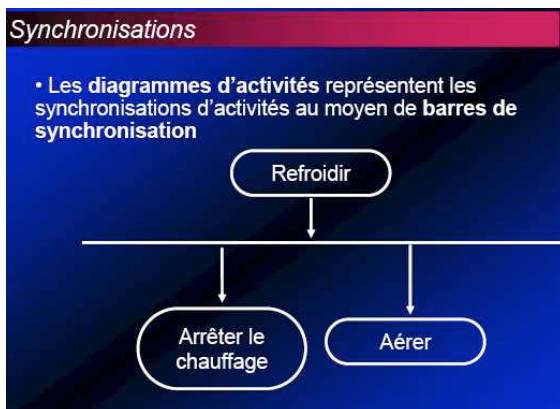 Synchronisations
• Les diagrammes d'activités représentent les
synchronisations d'activités au moyen de barres de
synchronisation
Refroidir
Arrêter le
chauffage
Aérer